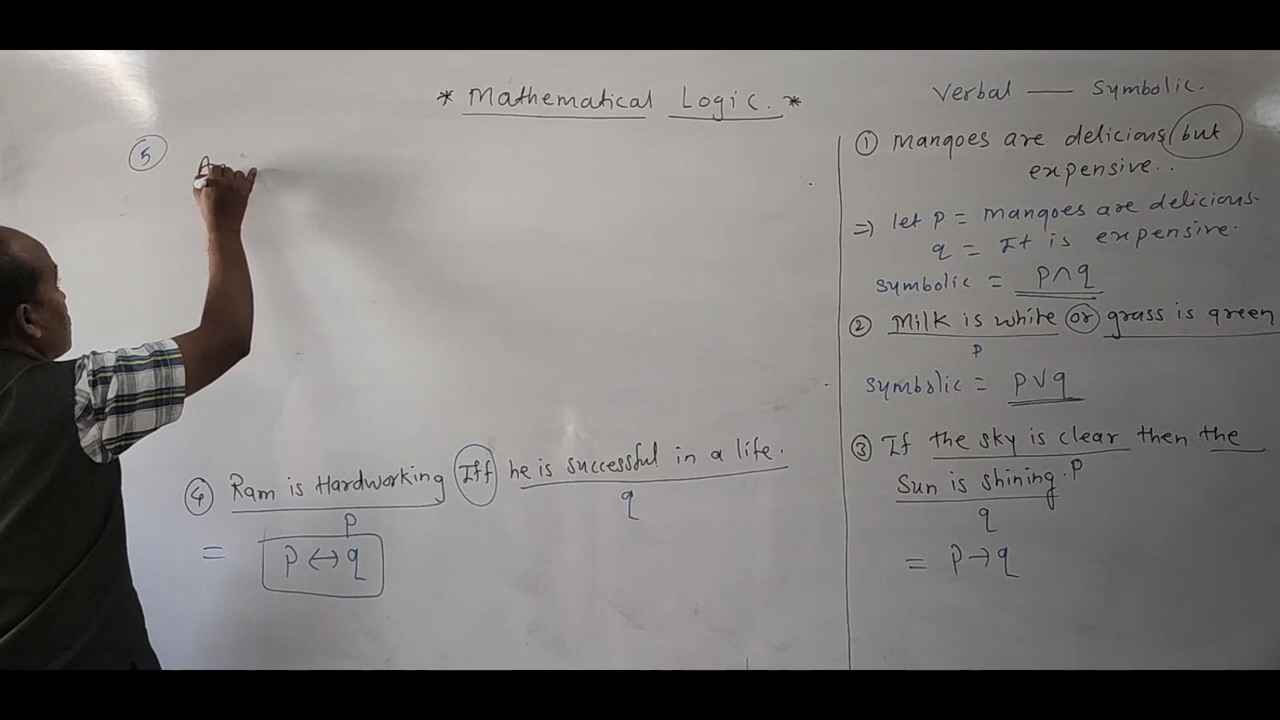 * Mathematical Logic. *
Verbal — Symbolic.
① mangoes are delicious but
expensive..
⇒ let p = mangoes are delicious.
q = It is expensive.
symbolic = p∧q
② Milk is white or grass is green
p
symbolic = p∨q
③ If the sky is clear then the
Sun is shining. p
q
= p→q
④ Ram is Hardworking Iff he is successful in a life.
p q
= p↔q
⑤